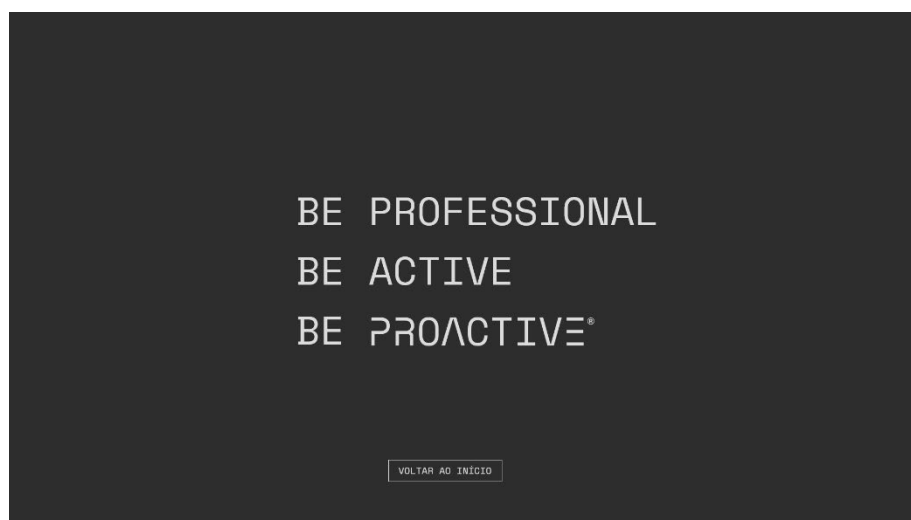 BE PROFESSIONAL
BE ACTIVE
BE PROACTIVE®
VOLTAR AO INÍCIO